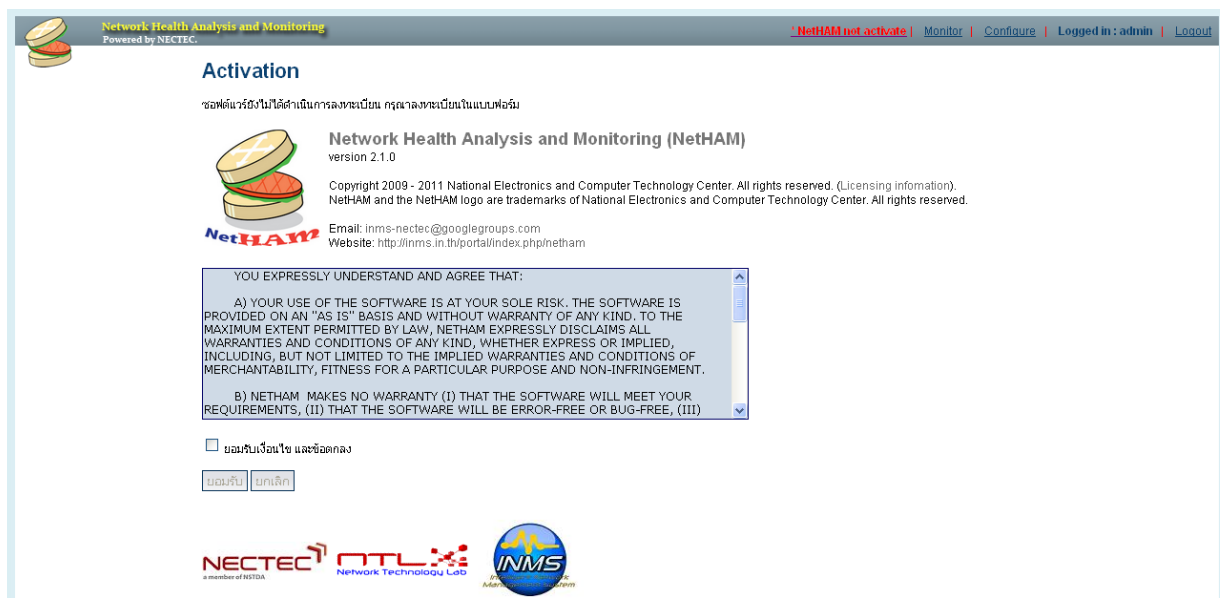 Network Health Analysis and Monitoring
Powered by NECTEC.
* NetHAM not activate | Monitor | Configure | Logged in : admin | Logout
Activation
ซอฟต์แวร์ยังไม่ได้ดำเนินการลงทะเบียน กรุณาลงทะเบียนในแบบฟอร์ม
Network Health Analysis and Monitoring (NetHAM)
version 2.1.0
Copyright 2009 - 2011 National Electronics and Computer Technology Center. All rights reserved. (Licensing infomation).
NetHAM and the NetHAM logo are trademarks of National Electronics and Computer Technology Center. All rights reserved.
NetHAM
Email: inms-nectec@googlegroups.com
Website: http://inms.in.th/portal/index.php/netham
YOU EXPRESSLY UNDERSTAND AND AGREE THAT:
A) YOUR USE OF THE SOFTWARE IS AT YOUR SOLE RISK. THE SOFTWARE IS
PROVIDED ON AN "AS IS" BASIS AND WITHOUT WARRANTY OF ANY KIND. TO THE
MAXIMUM EXTENT PERMITTED BY LAW, NETHAM EXPRESSLY DISCLAIMS ALL
WARRANTIES AND CONDITIONS OF ANY KIND, WHETHER EXPRESS OR IMPLIED,
INCLUDING, BUT NOT LIMITED TO THE IMPLIED WARRANTIES AND CONDITIONS OF
MERCHANTABILITY, FITNESS FOR A PARTICULAR PURPOSE AND NON-INFRINGEMENT.
B) NETHAM MAKES NO WARRANTY (I) THAT THE SOFTWARE WILL MEET YOUR
REQUIREMENTS, (II) THAT THE SOFTWARE WILL BE ERROR-FREE OR BUG-FREE, (III)
ยอมรับเงื่อนไข และข้อตกลง
ยอมรับ ยกเลิก
NECTEC
a member of NSTDA
NTL
Network Technology Lab
INMS